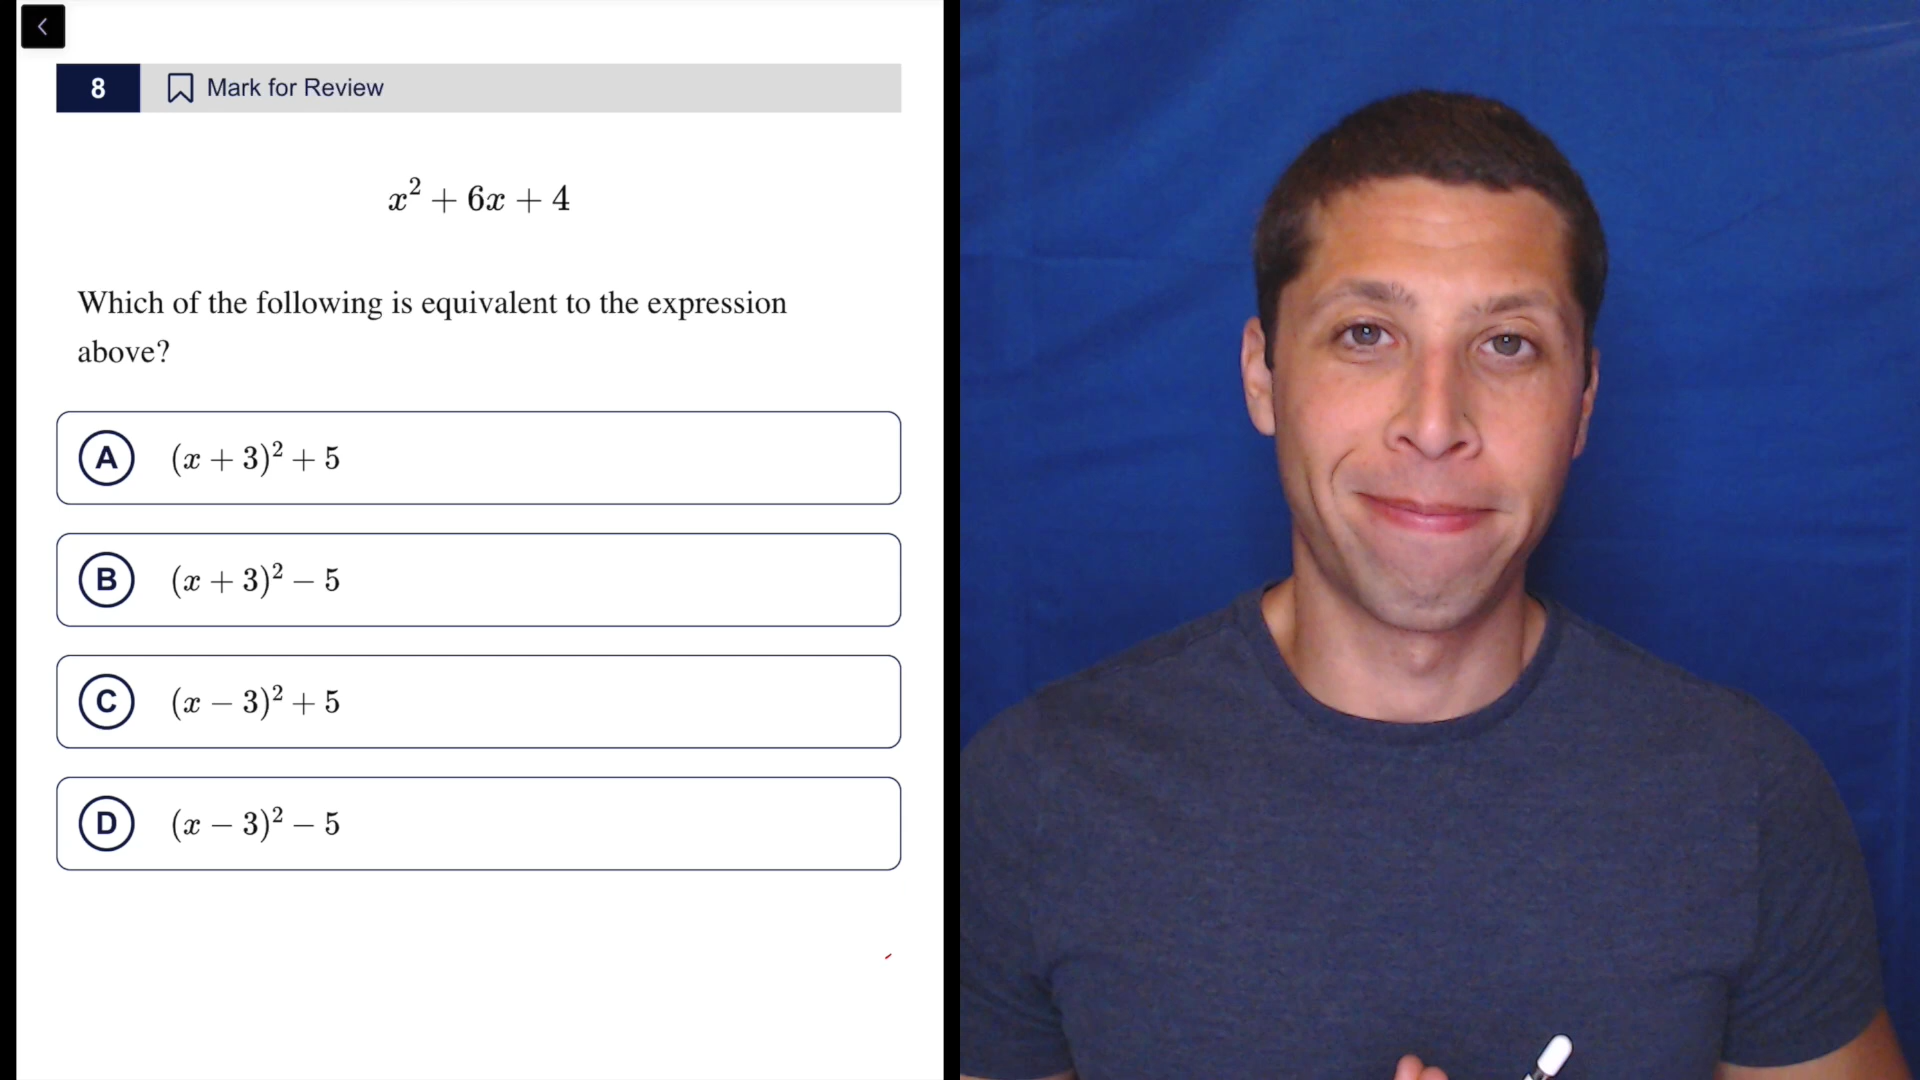 8 Mark for Review
x² + 6x + 4
Which of the following is equivalent to the expression
above?
A (x + 3)² + 5
B (x + 3)² − 5
C (x − 3)² + 5
D (x − 3)² − 5